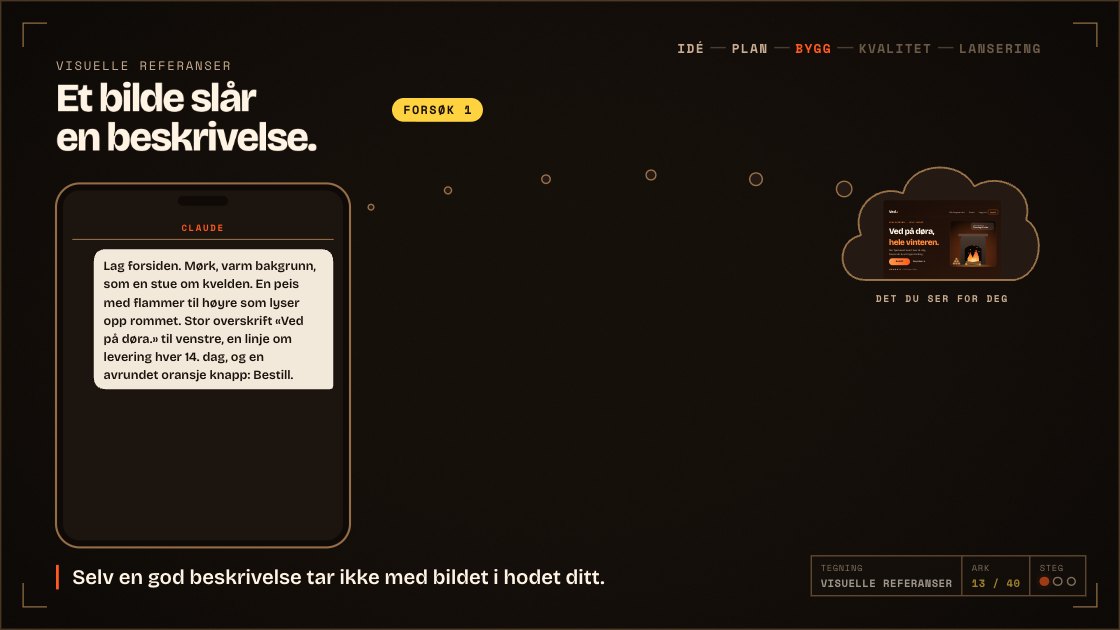 IDÉ — PLAN — BYGG — KVALITET — LANSERING
VISUELLE REFERANSER
Et bilde slår
en beskrivelse.
FORSØK 1
CLAUDE
Lag forsiden. Mørk, varm bakgrunn,
som en stue om kvelden. En peis
med flammer til høyre som lyser
opp rommet. Stor overskrift «Ved
på døra.» til venstre, en linje om
levering hver 14. dag, og en
avrundet oransje knapp: Bestill.
Ved på døra,
hele vinteren.
DET DU SER FOR DEG
Selv en god beskrivelse tar ikke med bildet i hodet ditt.
TEGNING
VISUELLE REFERANSER
ARK
13 / 40
STEG